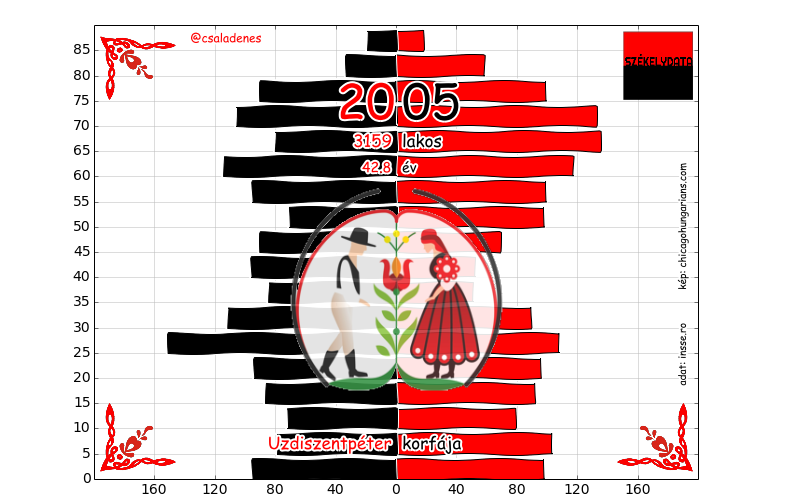 @csaladenes
SZÉKELYDATA
2005
3159 lakos
42.8 év
kép: chicagohungarians.com
adat: insse.ro
Uzdiszentpéter korfája
85
80
75
70
65
60
55
50
45
40
35
30
25
20
15
10
5
0
160 120 80 40 0 40 80 120 160